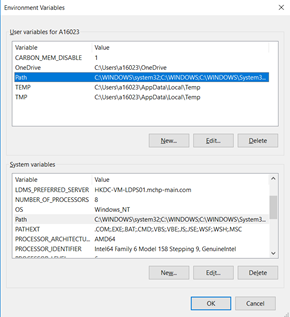 Environment Variables
User variables for A16023
Variable Value
CARBON_MEM_DISABLE 1
OneDrive C:\Users\a16023\OneDrive
Path C:\WINDOWS\system32;C:\WINDOWS;C:\WINDOWS\System3...
TEMP C:\Users\a16023\AppData\Local\Temp
TMP C:\Users\a16023\AppData\Local\Temp
New... Edit... Delete
System variables
Variable Value
LDMS_PREFERRED_SERVER HKDC-VM-LDPS01.mchp-main.com
NUMBER_OF_PROCESSORS 8
OS Windows_NT
Path C:\WINDOWS\system32;C:\WINDOWS;C:\WINDOWS\System3...
PATHEXT .COM;.EXE;.BAT;.CMD;.VBS;.VBE;.JS;.JSE;.WSF;.WSH;.MSC
PROCESSOR_ARCHITECTU... AMD64
PROCESSOR_IDENTIFIER Intel64 Family 6 Model 158 Stepping 9, GenuineIntel
New... Edit... Delete
OK Cancel